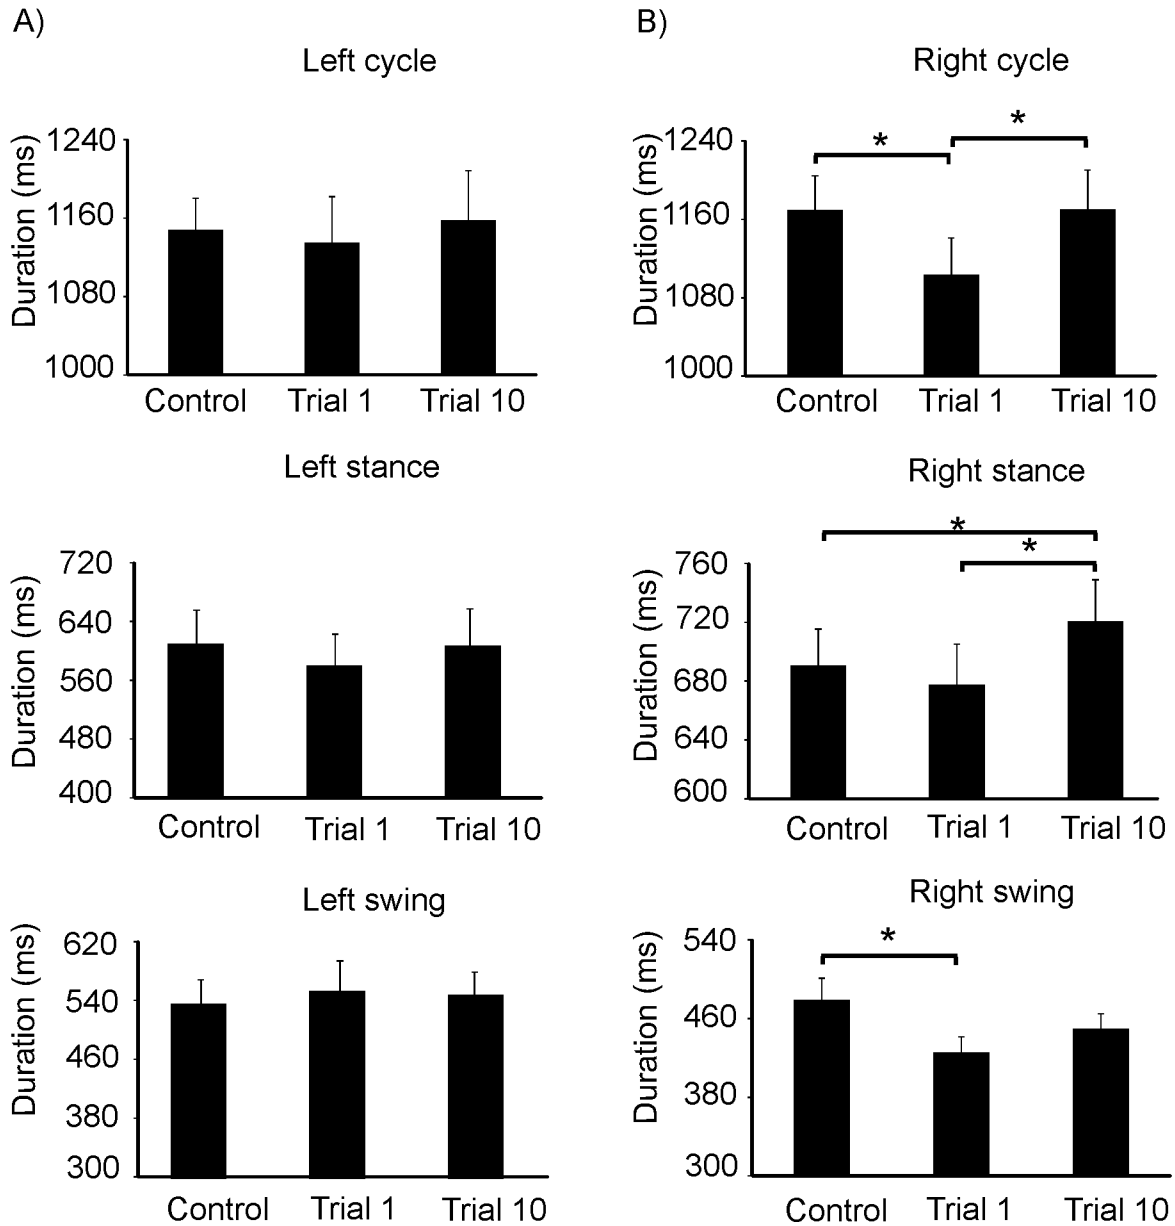 A)
Left cycle
Duration (ms)
1240
1160
1080
1000
Control Trial 1 Trial 10
Left stance
Duration (ms)
720
640
560
480
400
Control Trial 1 Trial 10
Left swing
Duration (ms)
620
540
460
380
300
Control Trial 1 Trial 10
B)
Right cycle
* *
Duration (ms)
1240
1160
1080
1000
Control Trial 1 Trial 10
Right stance
*
*
Duration (ms)
760
720
680
640
600
Control Trial 1 Trial 10
Right swing
*
Duration (ms)
540
460
380
300
Control Trial 1 Trial 10